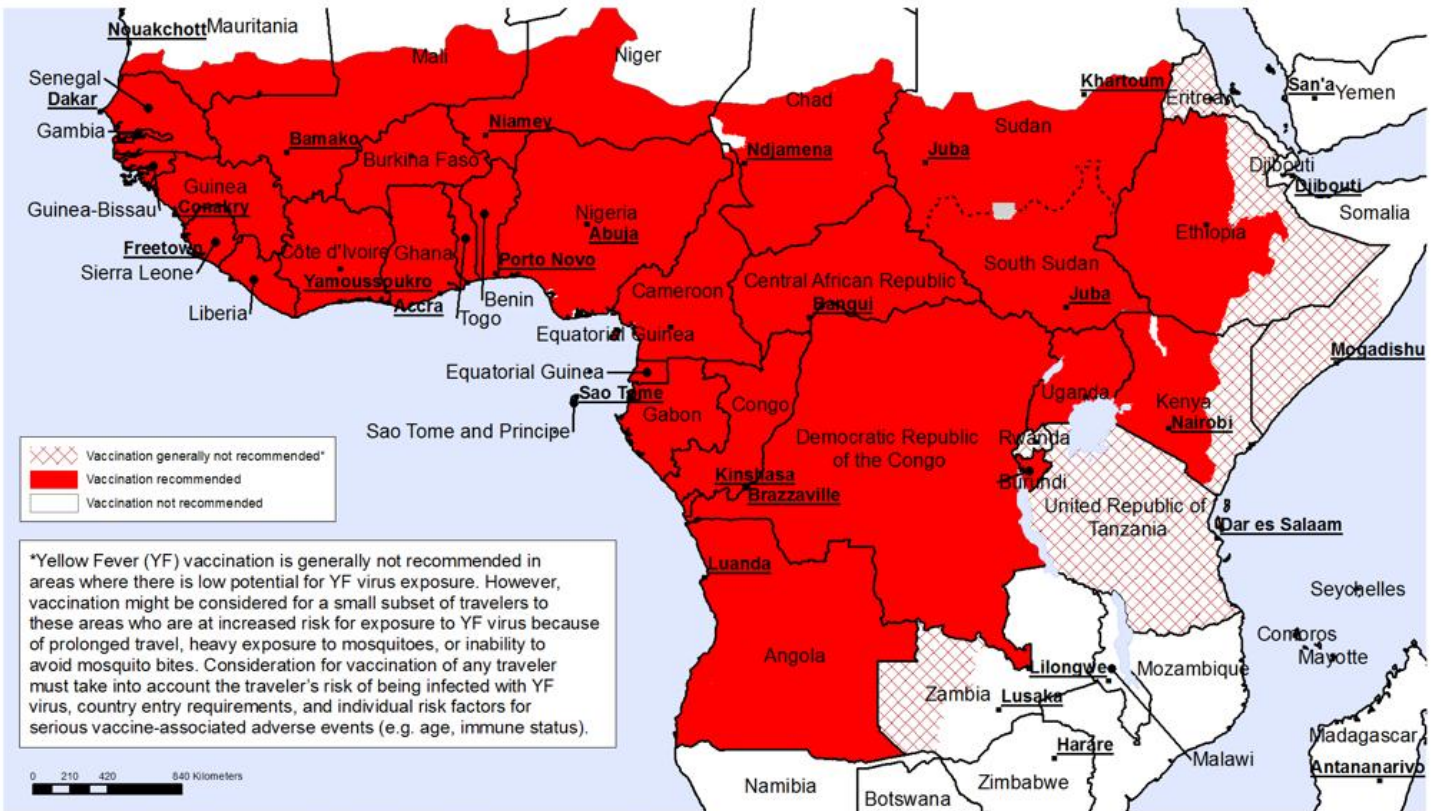 Nouakchott
Mauritania
Mali
Niger
Senegal
Dakar
Gambia
Bamako
Niamey
Burkina Faso
Chad
Ndjamena
Khartoum
Sudan
Juba
Eritrea
San'a
Yemen
Djibouti
Djibouti
Somalia
Guinea
Conakry
Guinea-Bissau
Freetown
Sierra Leone
Liberia
Côte d'Ivoire
Yamoussoukro
Ghana
Accra
Togo
Benin
Porto Novo
Nigeria
Abuja
Cameroon
Central African Republic
Bangui
South Sudan
Juba
Ethiopia
Mogadishu
Equatorial Guinea
Equatorial Guinea
Sao Tome
Sao Tome and Principe
Gabon
Congo
Democratic Republic
of the Congo
Uganda
Kenya
Nairobi
Rwanda
Burundi
United Republic of
Tanzania
Dar es Salaam
Kinshasa
Brazzaville
Luanda
Angola
Zambia
Lusaka
Lilongwe
Malawi
Mozambique
Seychelles
Comoros
Mayotte
Madagascar
Antananarivo
Harare
Zimbabwe
Namibia
Botswana
Vaccination generally not recommended*
Vaccination recommended
Vaccination not recommended
*Yellow Fever (YF) vaccination is generally not recommended in
areas where there is low potential for YF virus exposure. However,
vaccination might be considered for a small subset of travelers to
these areas who are at increased risk for exposure to YF virus because
of prolonged travel, heavy exposure to mosquitoes, or inability to
avoid mosquito bites. Consideration for vaccination of any traveler
must take into account the traveler's risk of being infected with YF
virus, country entry requirements, and individual risk factors for
serious vaccine-associated adverse events (e.g. age, immune status).
0 210 420 840 Kilometers